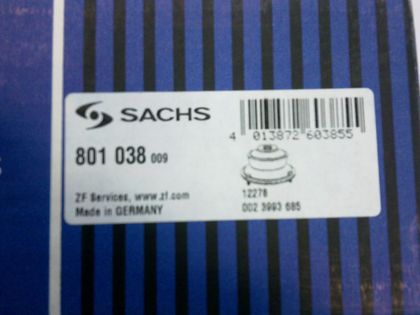 SACHS
4 013872 603855
801 038 009
12278
ZF Services, www.zf.com
002 3993 685
Made in GERMANY